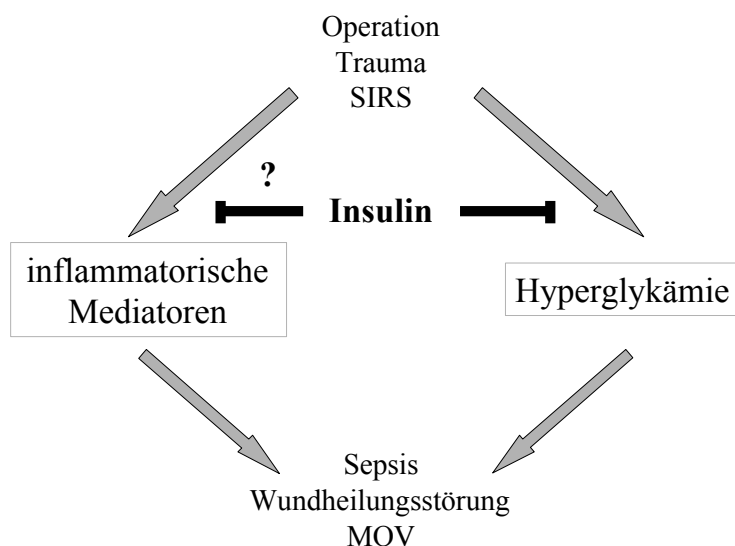 Operation
Trauma
SIRS
?
Insulin
inflammatorische
Mediatoren
Hyperglykämie
Sepsis
Wundheilungsstörung
MOV